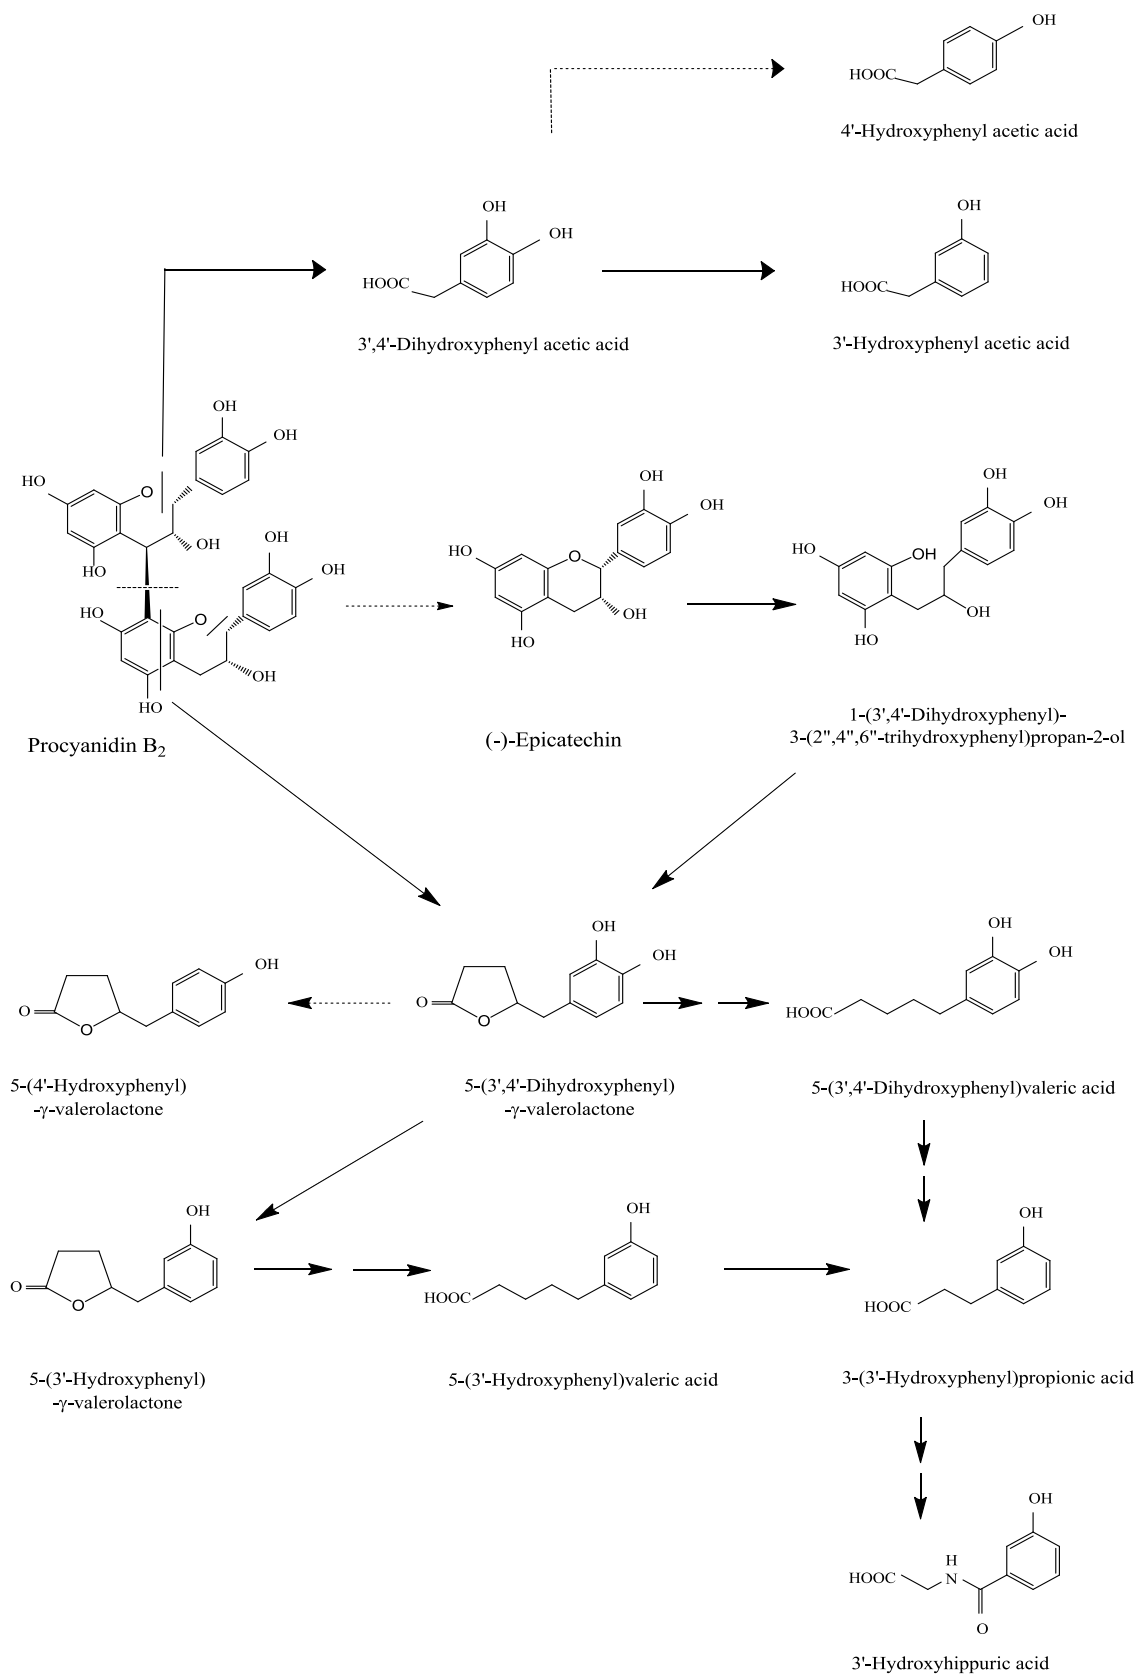 OH
HOOC
4'-Hydroxyphenyl acetic acid
OH
OH
HOOC
3',4'-Dihydroxyphenyl acetic acid
OH
HOOC
3'-Hydroxyphenyl acetic acid
OH
OH
HO
O
OH
HO
OH
OH
HO
O
OH
HO
Procyanidin B2
OH
OH
HO
O
OH
HO
(-)-Epicatechin
OH
OH
HO
OH
OH
HO
1-(3',4'-Dihydroxyphenyl)-
3-(2",4",6"-trihydroxyphenyl)propan-2-ol
OH
O
O
5-(4'-Hydroxyphenyl)
-γ-valerolactone
OH
OH
O
O
5-(3',4'-Dihydroxyphenyl)
-γ-valerolactone
OH
OH
HOOC
5-(3',4'-Dihydroxyphenyl)valeric acid
OH
O
O
5-(3'-Hydroxyphenyl)
-γ-valerolactone
OH
HOOC
5-(3'-Hydroxyphenyl)valeric acid
OH
HOOC
3-(3'-Hydroxyphenyl)propionic acid
OH
H
HOOC
N
O
3'-Hydroxyhippuric acid